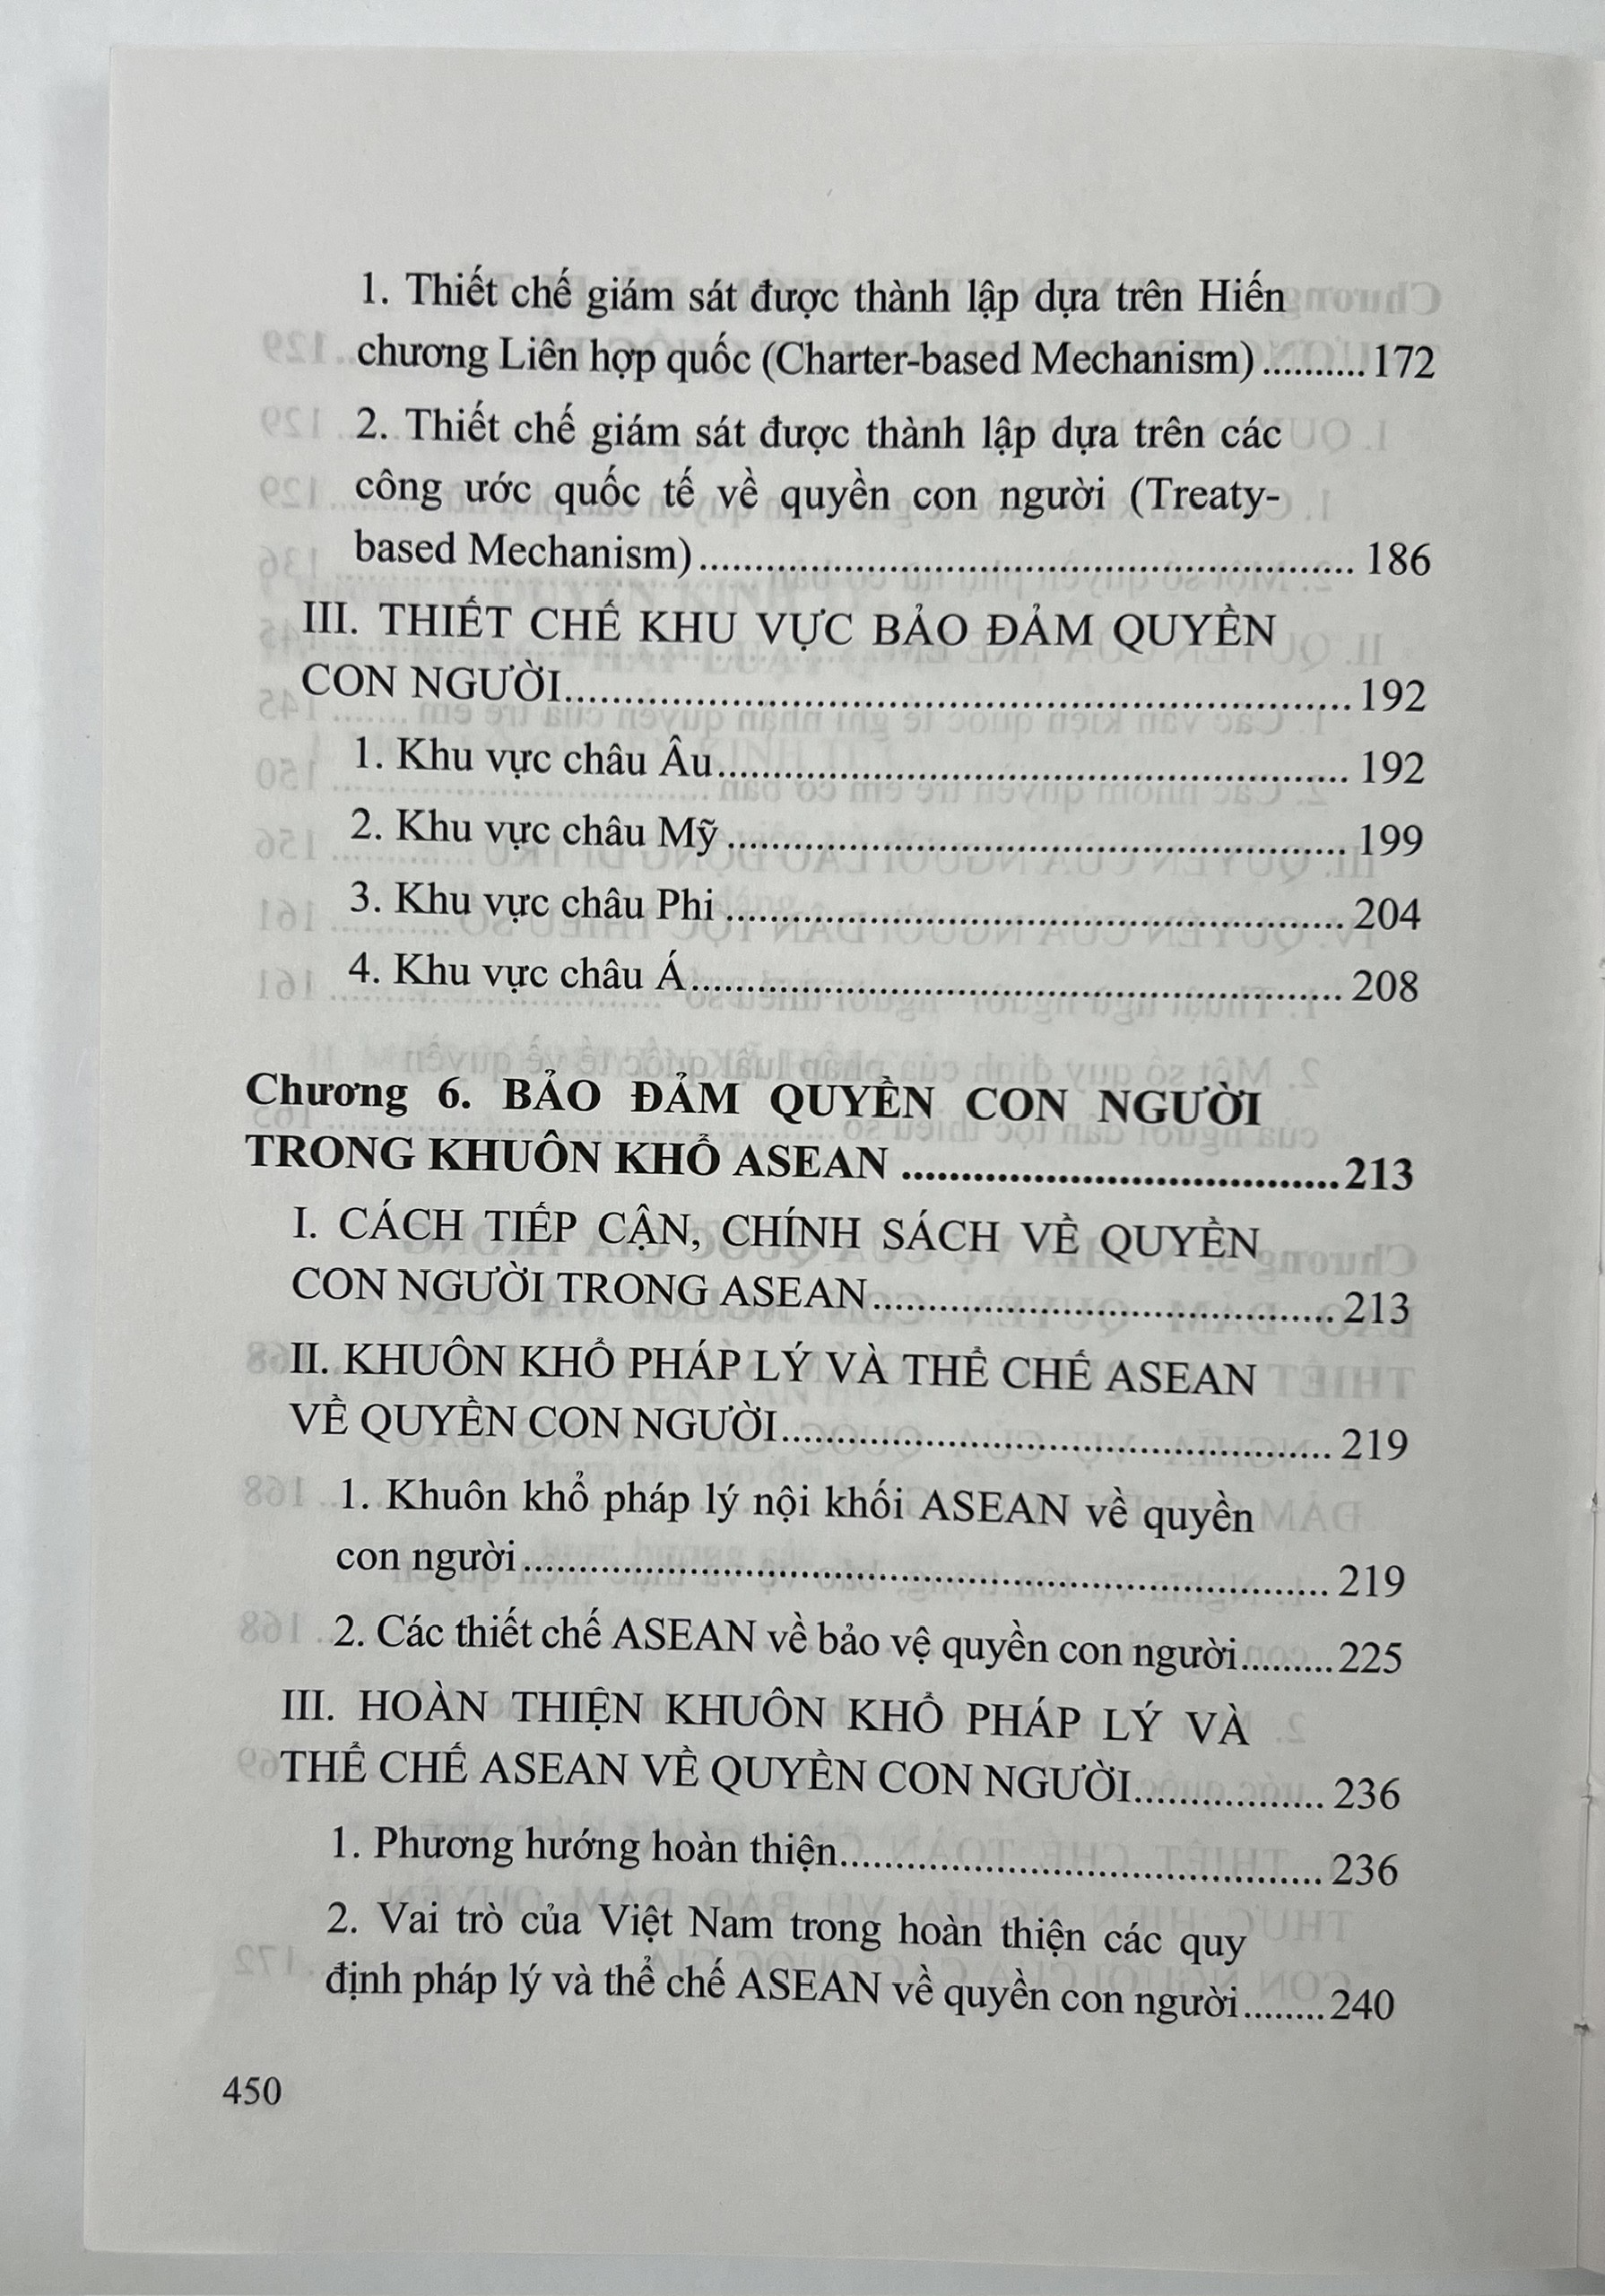 1. Thiết chế giám sát được thành lập dựa trên Hiến
chương Liên hợp quốc (Charter-based Mechanism)..........172
2. Thiết chế giám sát được thành lập dựa trên các
công ước quốc tế về quyền con người (Treaty-
based Mechanism)............................................................ 186
III. THIẾT CHẾ KHU VỰC BẢO ĐẢM QUYỀN
CON NGƯỜI........................................................................ 192
1. Khu vực châu Âu.......................................................... 192
2. Khu vực châu Mỹ ......................................................... 199
3. Khu vực châu Phi ......................................................... 204
4. Khu vực châu Á............................................................ 208
Chương 6. BẢO ĐẢM QUYỀN CON NGƯỜI
TRONG KHUÔN KHỔ ASEAN .....................................213
I. CÁCH TIẾP CẬN, CHÍNH SÁCH VỀ QUYỀN
CON NGƯỜI TRONG ASEAN.......................................... 213
II. KHUÔN KHỔ PHÁP LÝ VÀ THỂ CHẾ ASEAN
VỀ QUYỀN CON NGƯỜI.................................................. 219
1. Khuôn khổ pháp lý nội khối ASEAN về quyền
con người.......................................................................... 219
2. Các thiết chế ASEAN về bảo vệ quyền con người.........225
III. HOÀN THIỆN KHUÔN KHỔ PHÁP LÝ VÀ
THỂ CHẾ ASEAN VỀ QUYỀN CON NGƯỜI................. 236
1. Phương hướng hoàn thiện............................................ 236
2. Vai trò của Việt Nam trong hoàn thiện các quy
định pháp lý và thể chế ASEAN về quyền con người........240
450